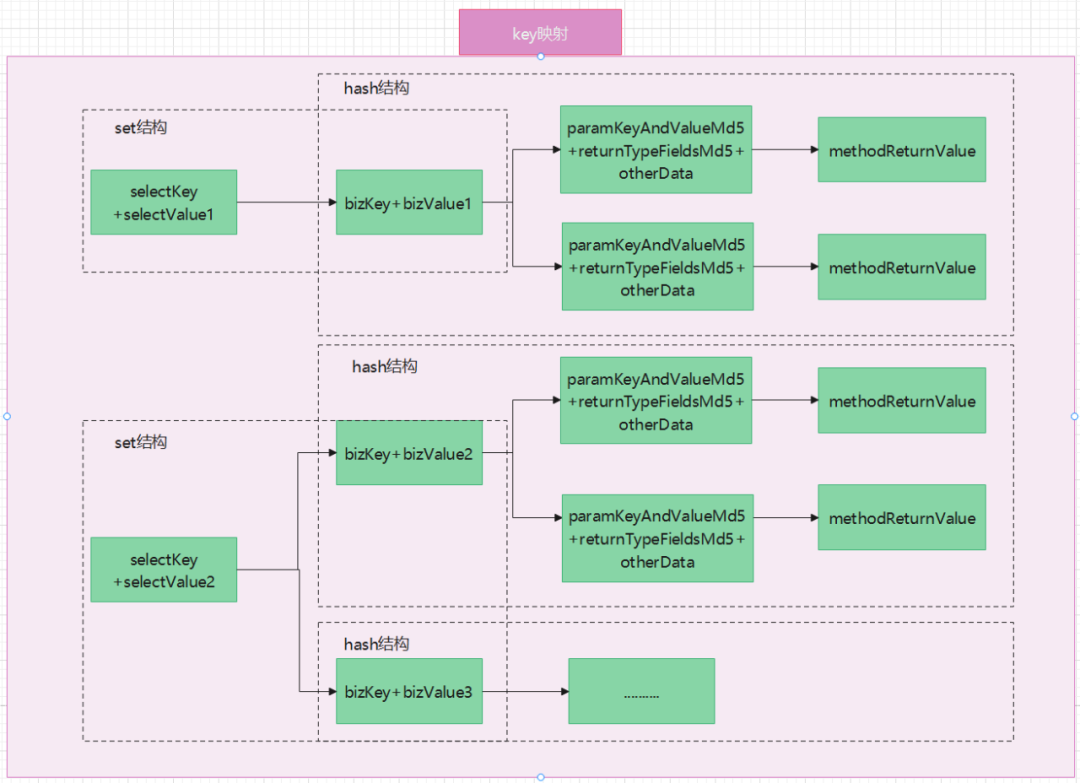 key映射
hash结构
set结构
selectKey
+selectValue1
bizKey+bizValue1
paramKeyAndValueMd5
+returnTypeFieldsMd5+
otherData
methodReturnValue
paramKeyAndValueMd5
+returnTypeFieldsMd5+
otherData
methodReturnValue
hash结构
set结构
selectKey
+selectValue2
bizKey+bizValue2
paramKeyAndValueMd5
+returnTypeFieldsMd5+
otherData
methodReturnValue
paramKeyAndValueMd5
+returnTypeFieldsMd5+
otherData
methodReturnValue
hash结构
bizKey+bizValue3
..........